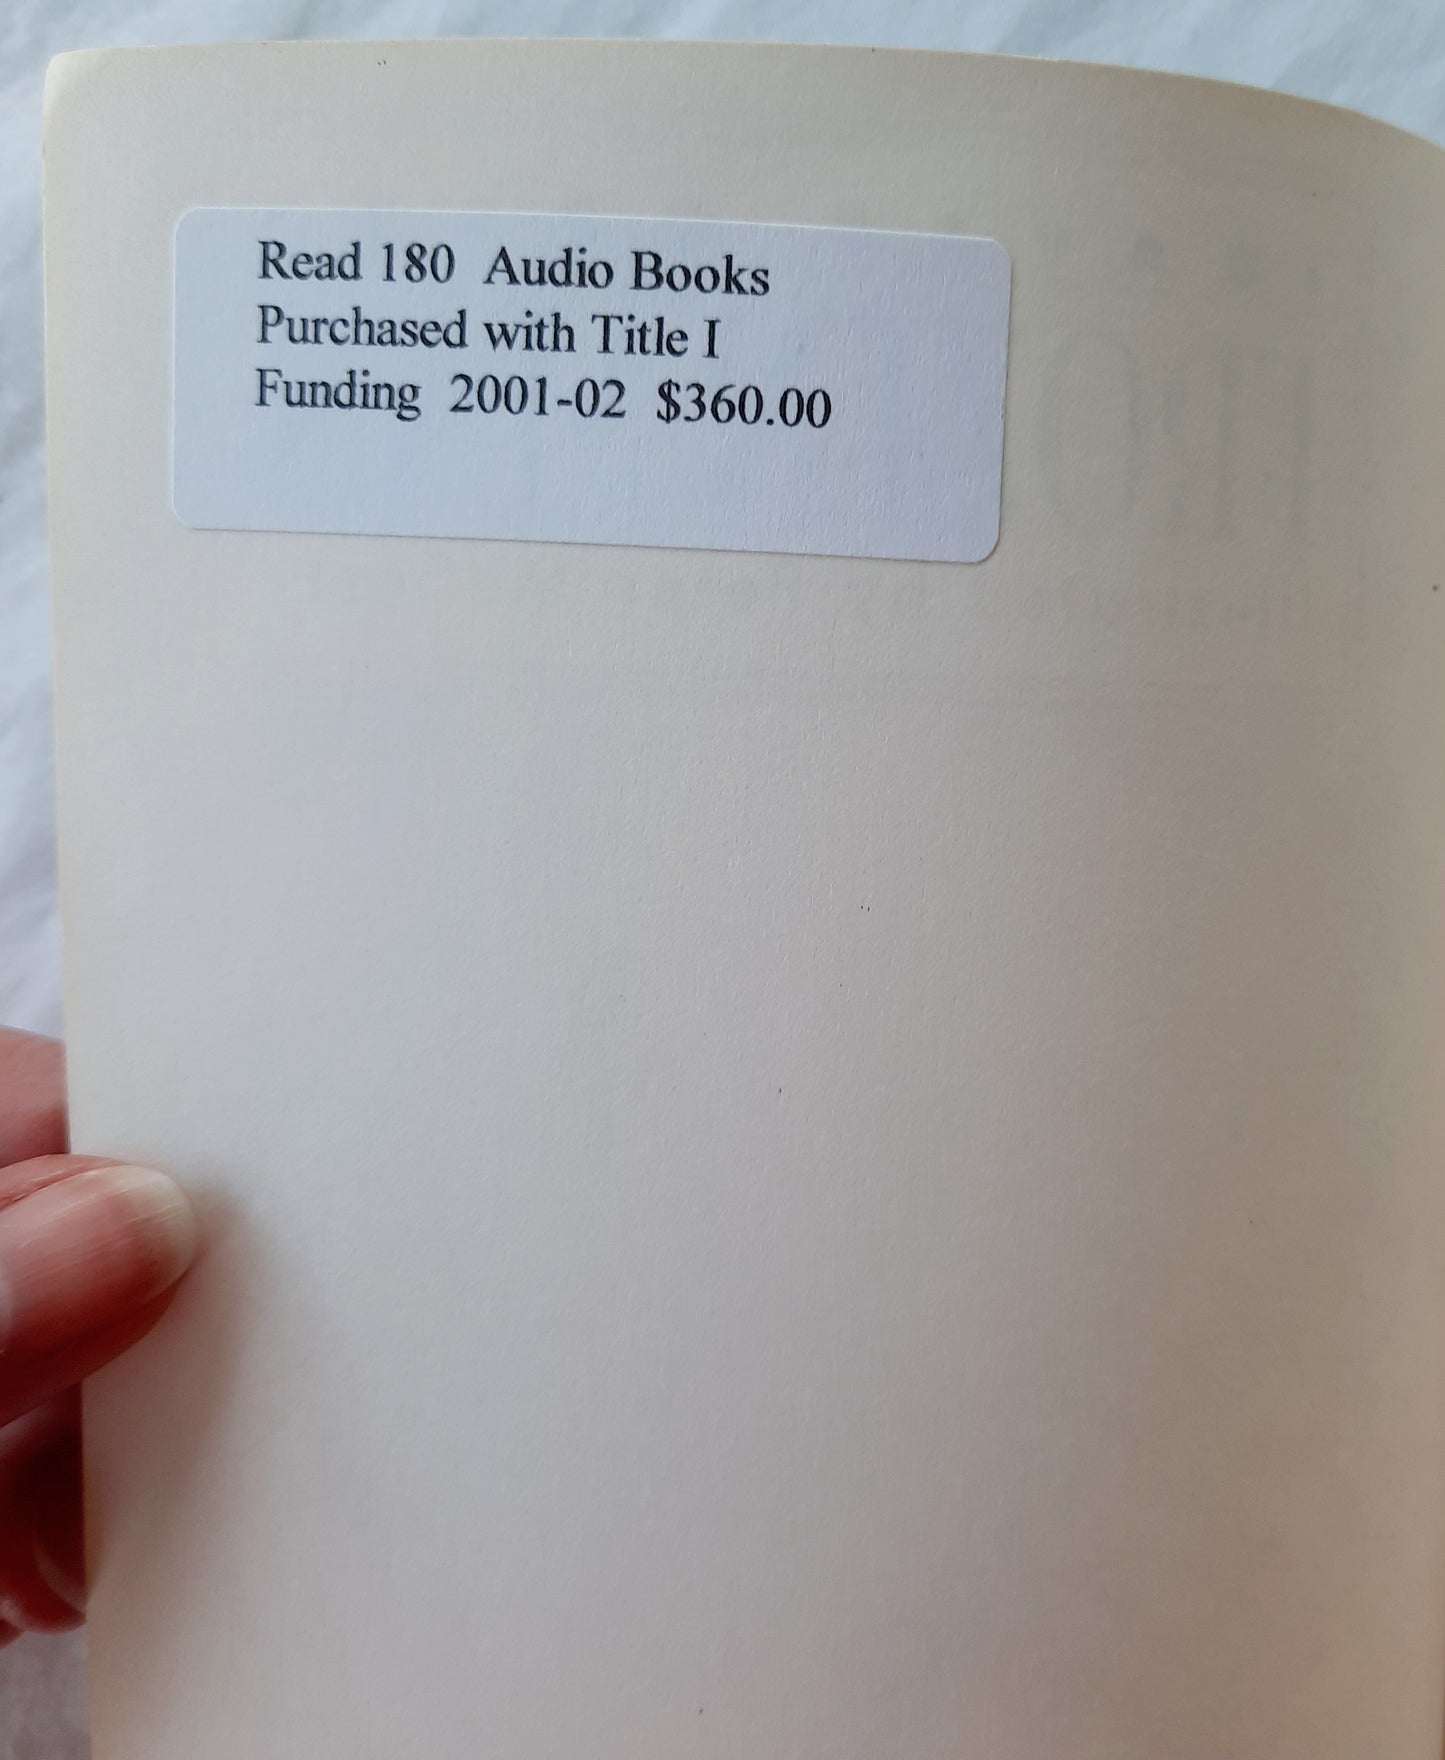 Read 180 Audio Books
Purchased with Title I
Funding 2001-02 $360.00